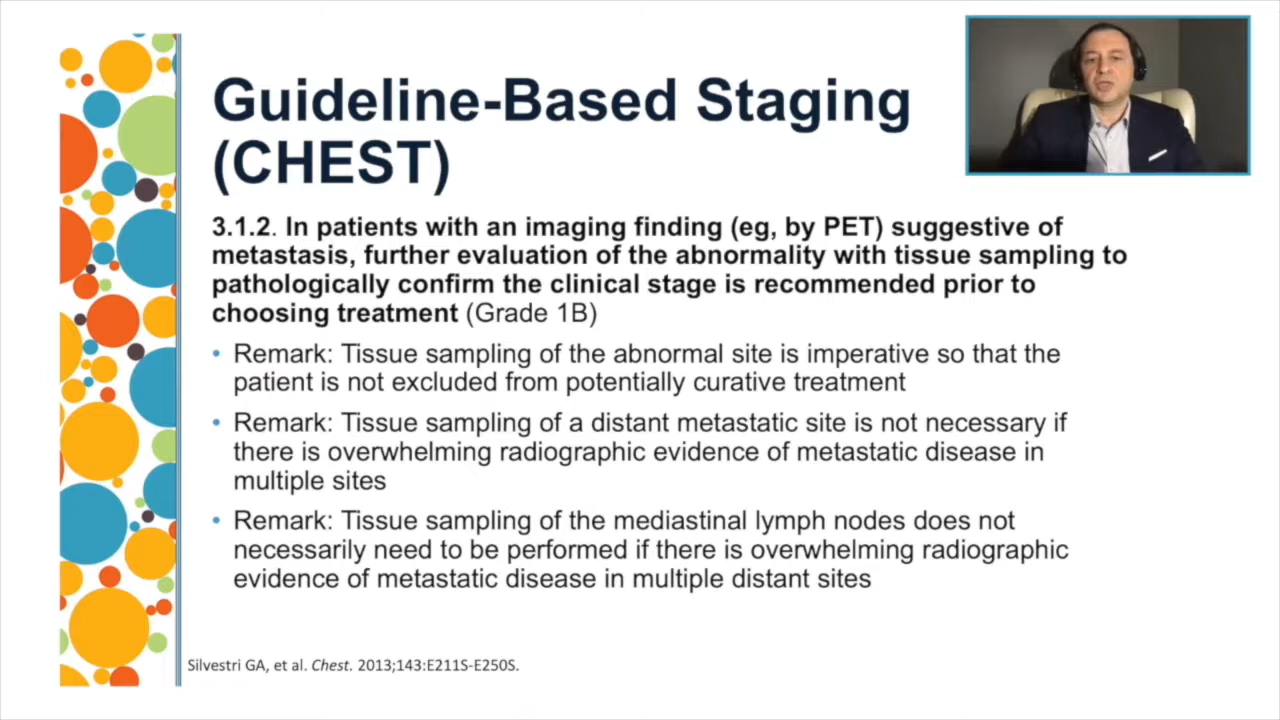 Guideline-Based Staging
(CHEST)
3.1.2. In patients with an imaging finding (eg, by PET) suggestive of
metastasis, further evaluation of the abnormality with tissue sampling to
pathologically confirm the clinical stage is recommended prior to
choosing treatment (Grade 1B)
• Remark: Tissue sampling of the abnormal site is imperative so that the
patient is not excluded from potentially curative treatment
• Remark: Tissue sampling of a distant metastatic site is not necessary if
there is overwhelming radiographic evidence of metastatic disease in
multiple sites
• Remark: Tissue sampling of the mediastinal lymph nodes does not
necessarily need to be performed if there is overwhelming radiographic
evidence of metastatic disease in multiple distant sites
Silvestri GA, et al. Chest. 2013;143:E211S-E250S.